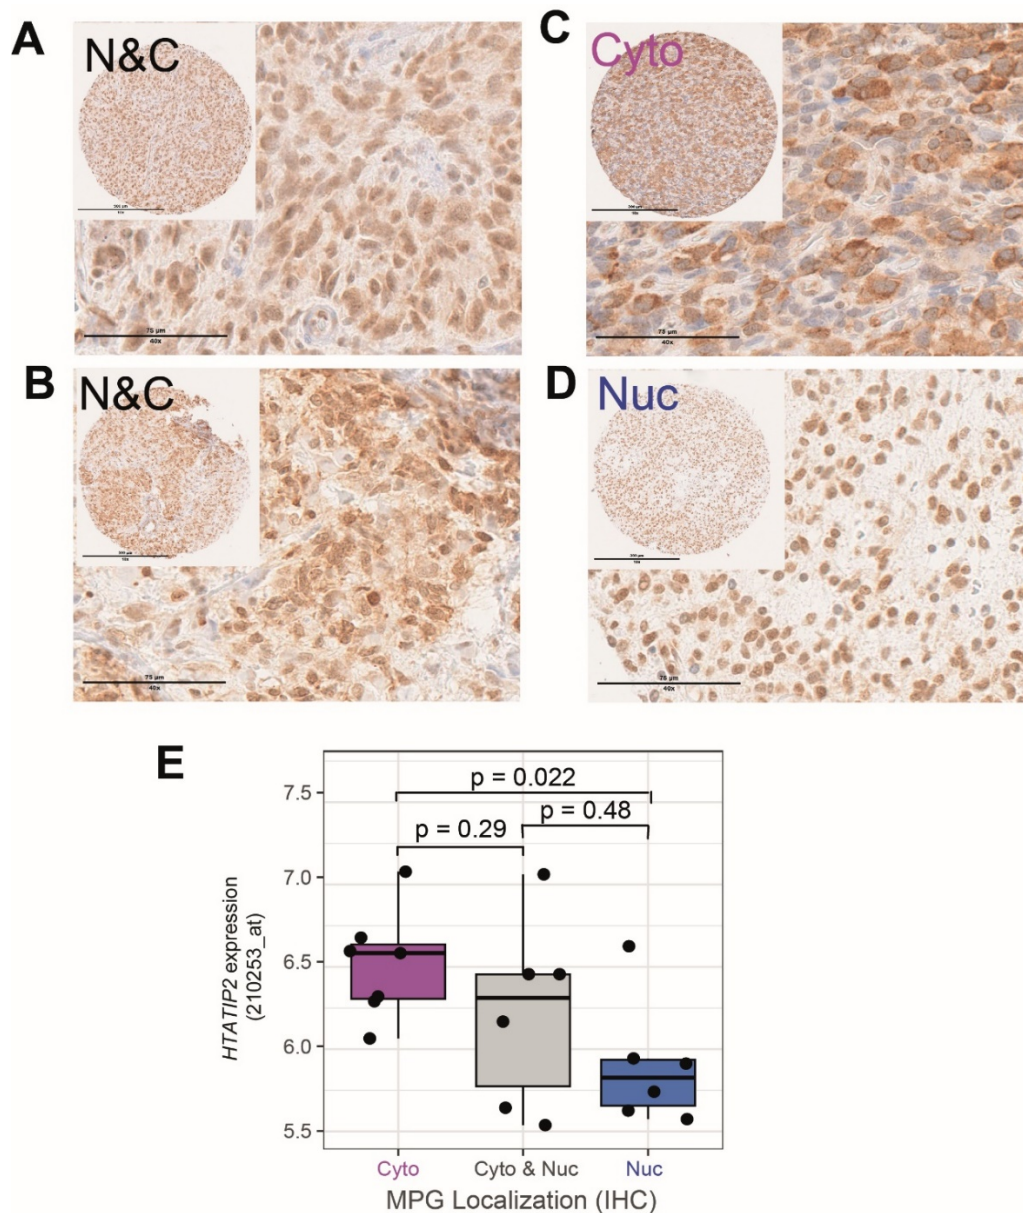 A
N&C
75 µm
40x
C
Cyto
75 µm
40x
B
N&C
75 µm
40x
D
Nuc
75 µm
40x
E
p = 0.022
p = 0.48
p = 0.29
7.5
7.0
6.5
6.0
5.5
HTATIP2 expression
(210253_at)
Cyto
Cyto & Nuc
Nuc
MPG Localization (IHC)